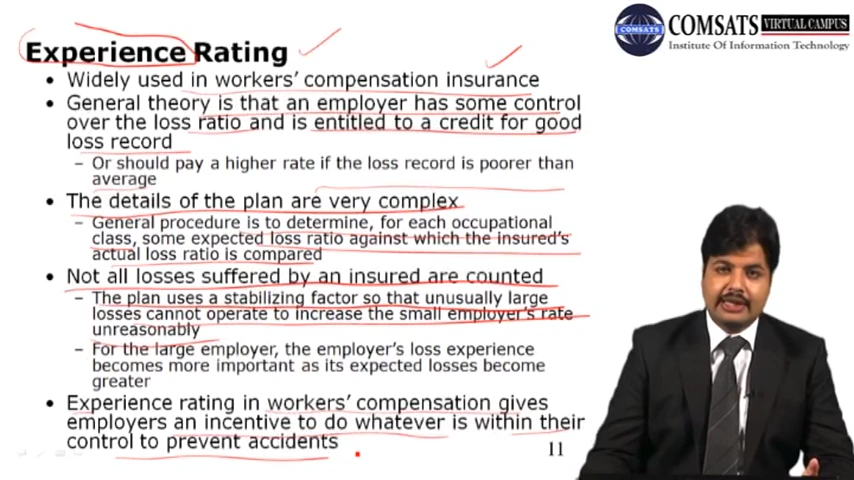 COMSATS VIRTUAL CAMPUS
Institute Of Information Technology
Experience Rating
• Widely used in workers' compensation insurance
• General theory is that an employer has some control
over the loss ratio and is entitled to a credit for good
loss record
– Or should pay a higher rate if the loss record is poorer than
average
• The details of the plan are very complex
– General procedure is to determine, for each occupational
class, some expected loss ratio against which the insured's
actual loss ratio is compared
• Not all losses suffered by an insured are counted
– The plan uses a stabilizing factor so that unusually large
losses cannot operate to increase the small employer's rate
unreasonably
– For the large employer, the employer's loss experience
becomes more important as its expected losses become
greater
• Experience rating in workers' compensation gives
employers an incentive to do whatever is within their
control to prevent accidents
11